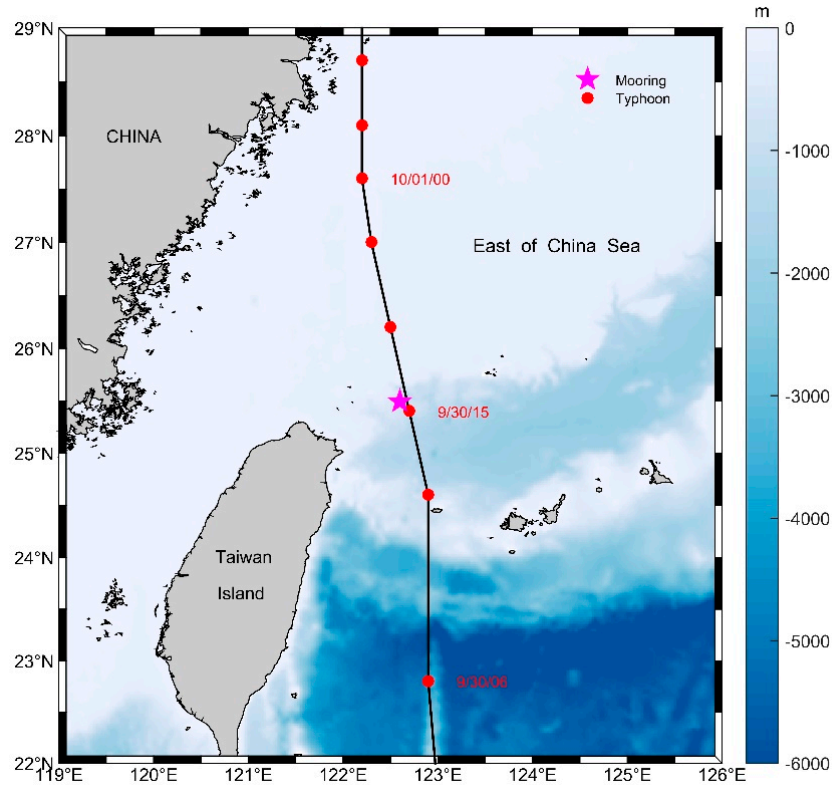 m
29°N
28°N
27°N
26°N
25°N
24°N
23°N
22°N
119°E
120°E
121°E
122°E
123°E
124°E
125°E
126°E
CHINA
Mooring
Typhoon
10/01/00
East of China Sea
9/30/15
Taiwan
Island
9/30/06
0
-1000
-2000
-3000
-4000
-5000
-6000